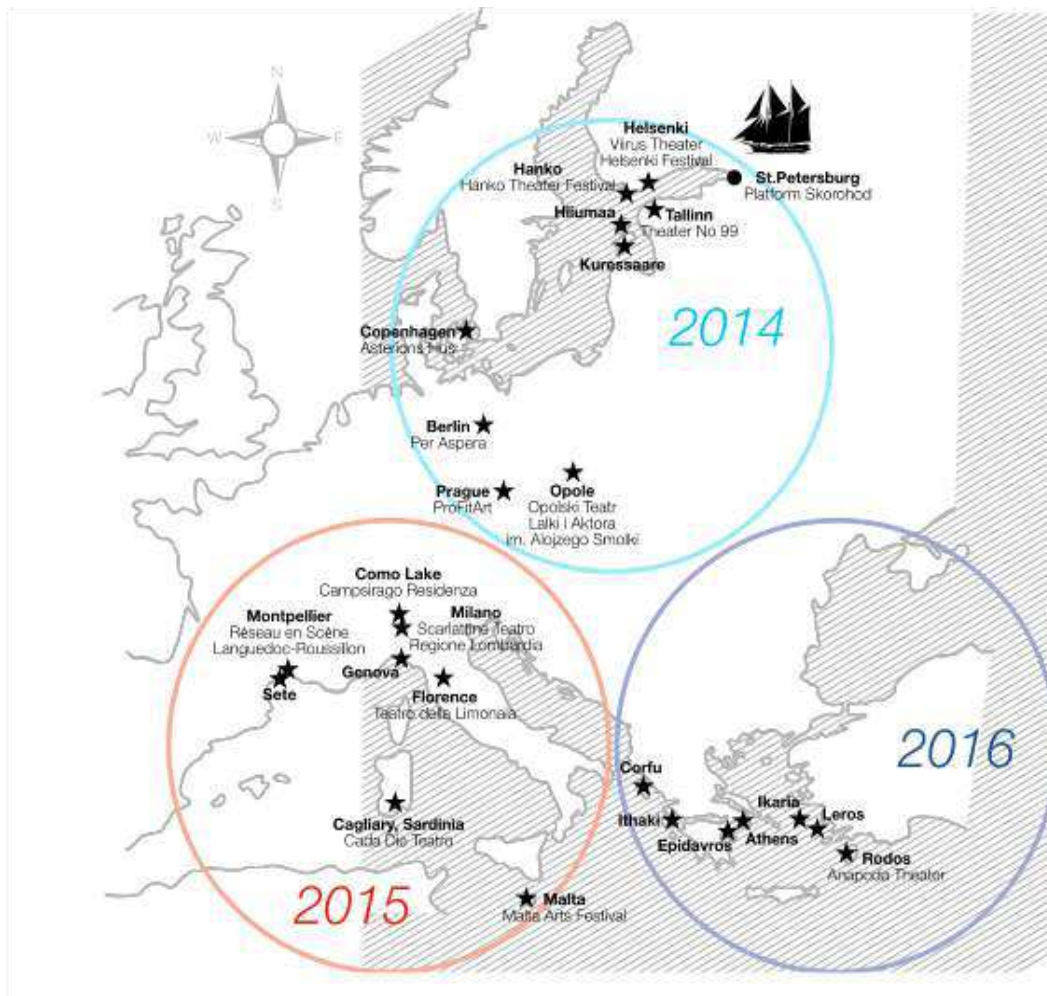 N
W
E
S
Helsenki
Viirus Theater
Helsenki Festival
Hanko
Hanko Theater Festival
St.Petersburg
Platform Skorohod
Hiiumaa
Tallinn
Theater No 99
Kuressaare
2014
Copenhagen
Asterions Hus
Berlin
Per Aspera
Prague
ProFitArt
Opole
Opolski Teatr
Lalki i Aktora
im. Alojzego Smolki
Como Lake
Campsirago Residenza
Montpellier
Réseau en Scène
Languedoc-Roussillon
Milano
Scarlattine Teatro
Regione Lombardia
Genova
Sete
Florence
Teatro della Limonaia
2016
Corfu
Ikaria
Leros
Ithaki
Epidavros
Athens
Cagliary, Sardinia
Cada Die Teatro
Rodos
Anapoda Theater
2015
Malta
Malta Arts Festival